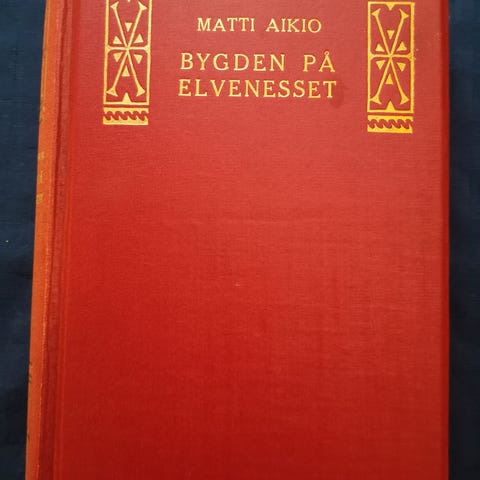 MATTI AIKIO
BYGDEN PÅ
ELVENESSET